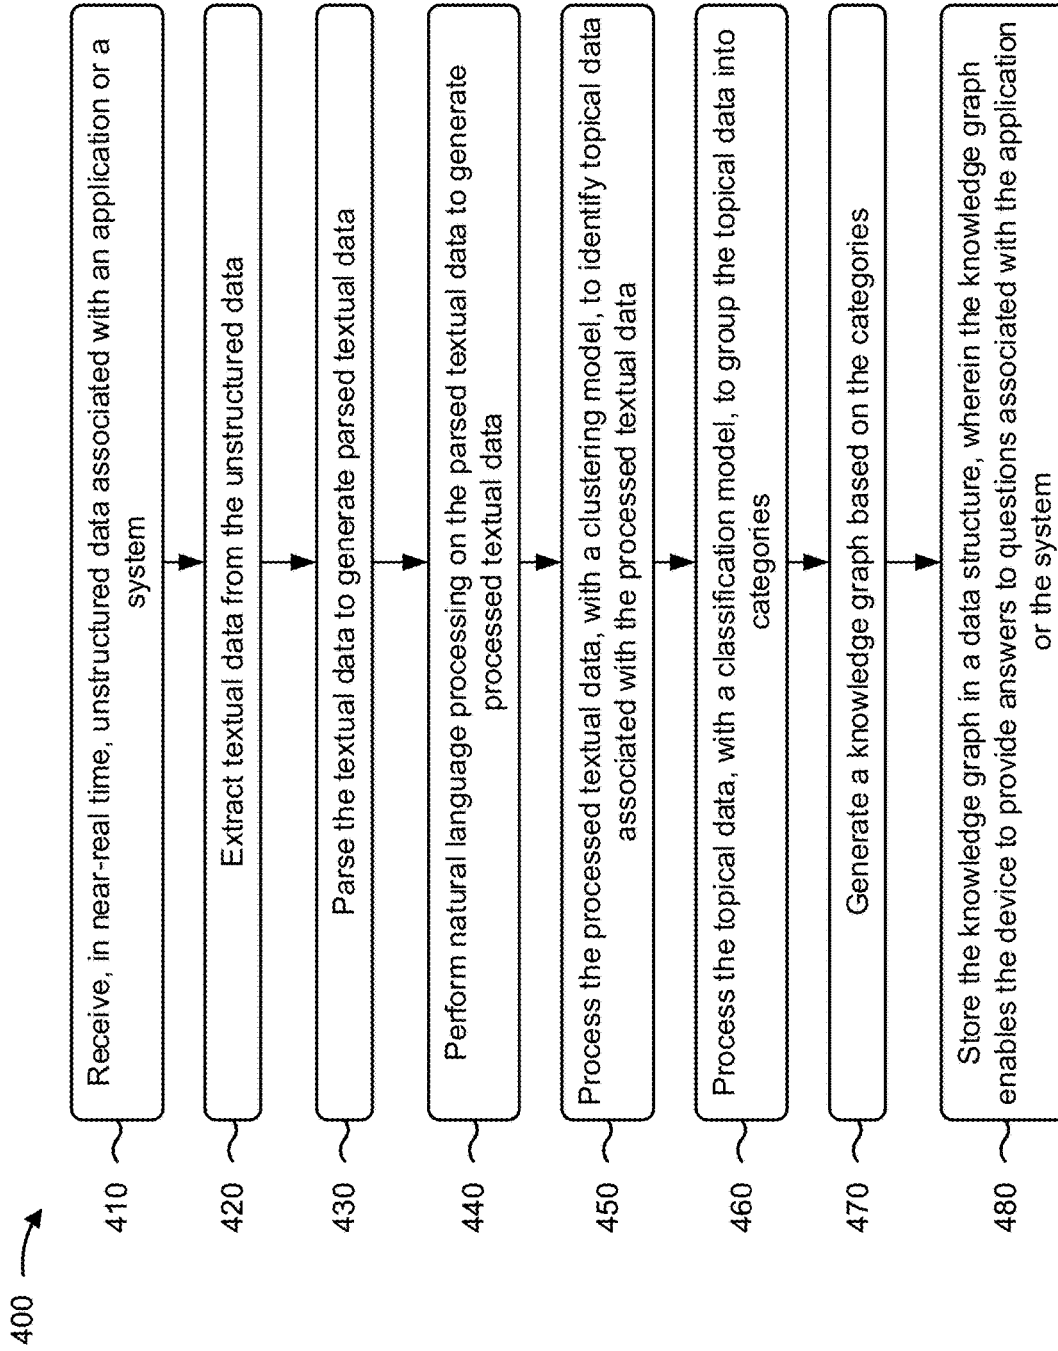 400
410
Receive, in near-real time, unstructured data associated with an application or a
system
420
Extract textual data from the unstructured data
430
Parse the textual data to generate parsed textual data
440
Perform natural language processing on the parsed textual data to generate
processed textual data
450
Process the processed textual data, with a clustering model, to identify topical data
associated with the processed textual data
460
Process the topical data, with a classification model, to group the topical data into
categories
470
Generate a knowledge graph based on the categories
480
Store the knowledge graph in a data structure, wherein the knowledge graph
enables the device to provide answers to questions associated with the application
or the system